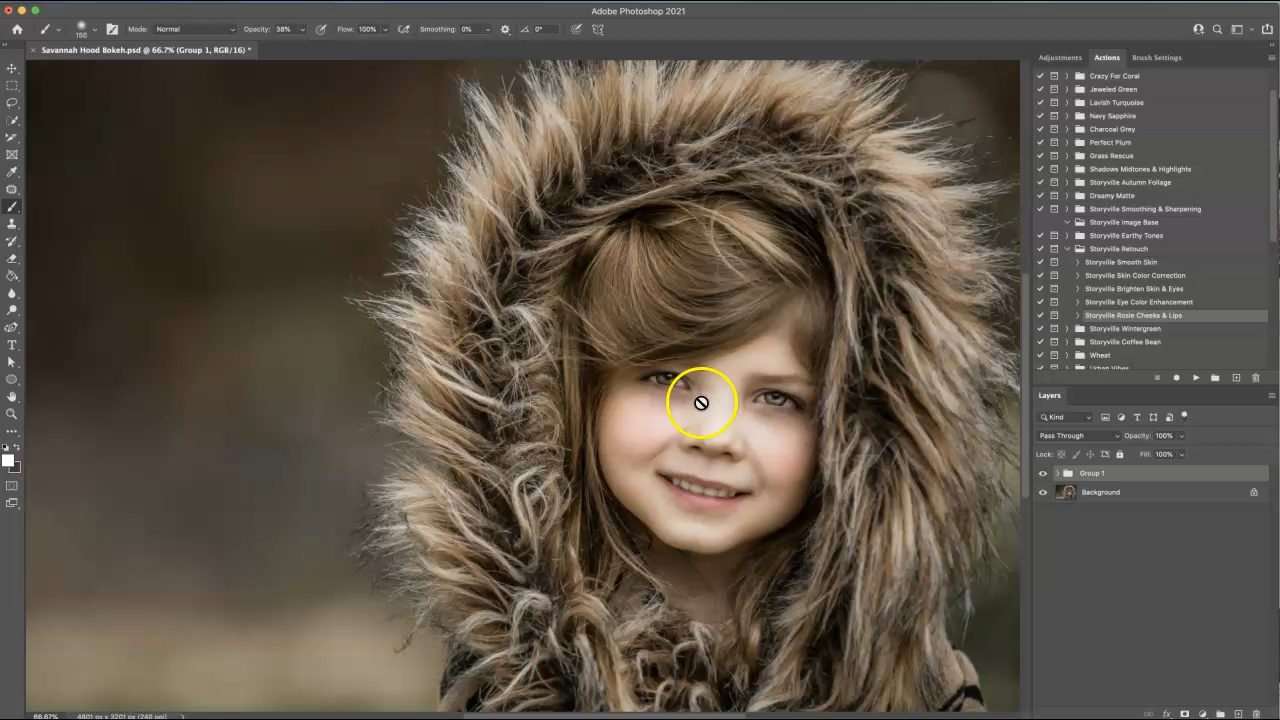 Adobe Photoshop 2021
150 Mode: Normal Opacity: 38% Flow: 100% Smoothing: 0% 0°
Savannah Hood Bokeh.psd @ 66.7% (Group 1, RGB/16) *
Adjustments Actions Brush Settings
Crazy For Coral
Jeweled Green
Lavish Turquoise
Navy Sapphire
Charcoal Grey
Perfect Plum
Grass Rescue
Shadows Midtones & Highlights
Storyville Autumn Foliage
Dreamy Matte
Storyville Smoothing & Sharpening
Storyville Image Base
Storyville Earthy Tones
Storyville Retouch
Storyville Smooth Skin
Storyville Skin Color Correction
Storyville Brighten Skin & Eyes
Storyville Eye Color Enhancement
Storyville Rosie Cheeks & Lips
Storyville Wintergreen
Storyville Coffee Bean
Wheat
Urban Vibes
Layers
Kind
Pass Through Opacity: 100%
Lock: Fill: 100%
Group 1
Background
66.67% 4801 px x 3201 px (240 ppi)